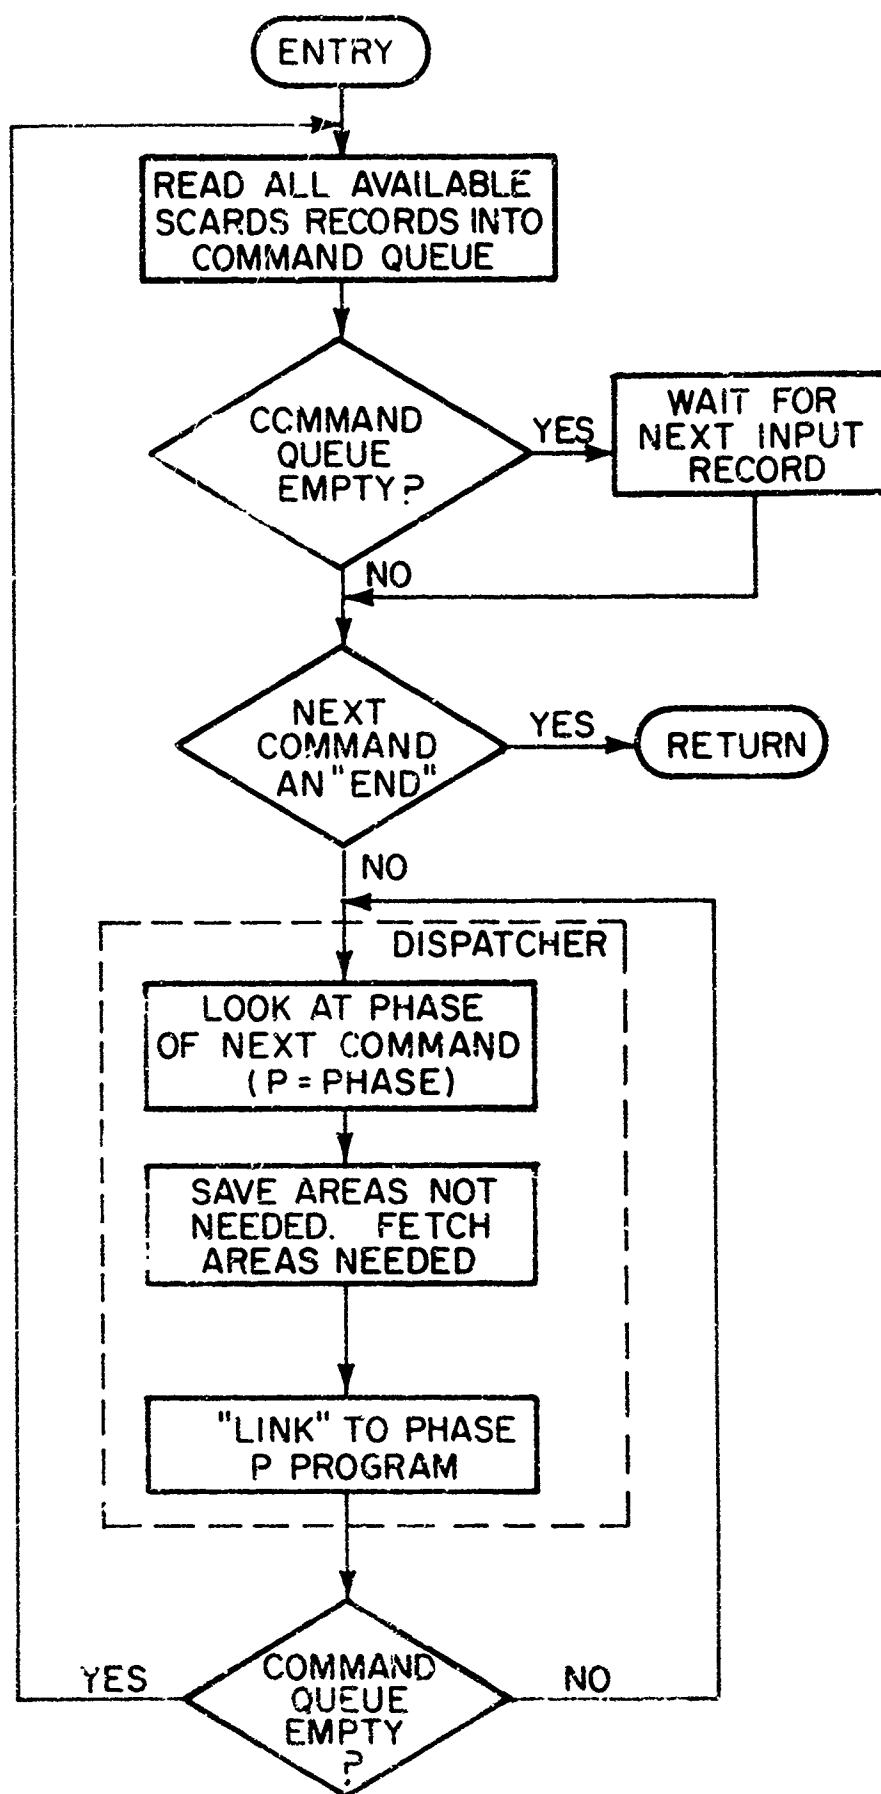 ENTRY
READ ALL AVAILABLE
SCARDS RECORDS INTO
COMMAND QUEUE
COMMAND
QUEUE
EMPTY?
YES
WAIT FOR
NEXT INPUT
RECORD
NO
NEXT
COMMAND
AN "END"
YES
RETURN
NO
DISPATCHER
LOOK AT PHASE
OF NEXT COMMAND
(P = PHASE)
SAVE AREAS NOT
NEEDED. FETCH
AREAS NEEDED
"LINK" TO PHASE
P PROGRAM
YES
COMMAND
QUEUE
EMPTY
?
NO